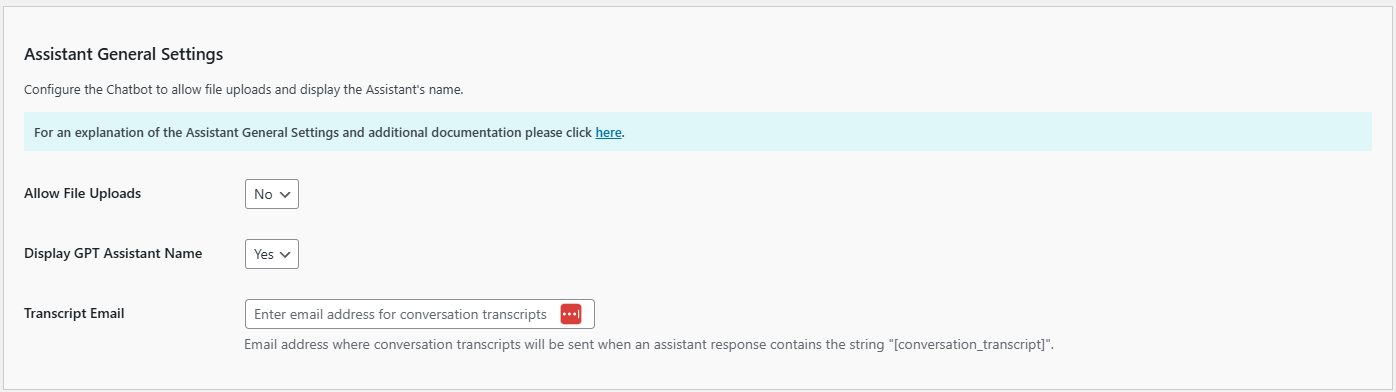 Assistant General Settings
Configure the Chatbot to allow file uploads and display the Assistant's name.
For an explanation of the Assistant General Settings and additional documentation please click here.
Allow File Uploads No
Display GPT Assistant Name Yes
Transcript Email Enter email address for conversation transcripts
Email address where conversation transcripts will be sent when an assistant response contains the string "[conversation_transcript]".